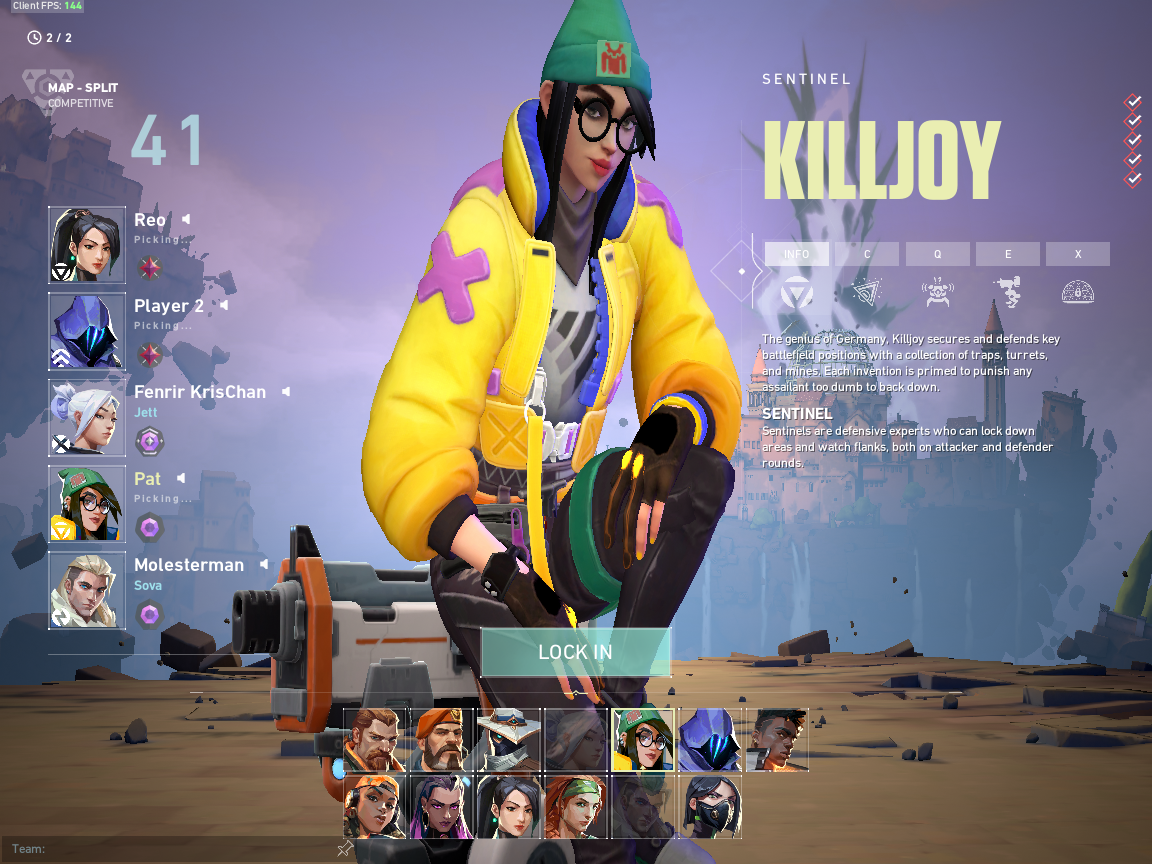 Client FPS: 144
2 / 2
MAP - SPLIT
COMPETITIVE
41
Reo
Picking...
Player 2
Picking...
Fenrir KrisChan
Jett
Pat
Picking...
Molesterman
Sova
SENTINEL
KILLJOY
INFO C Q E X
The genius of Germany, Killjoy secures and defends key
battlefield positions with a collection of traps, turrets,
and mines. Each invention is primed to punish any
assailant too dumb to back down.
SENTINEL
Sentinels are defensive experts who can lock down
areas and watch flanks, both on attacker and defender
rounds.
LOCK IN
Team: